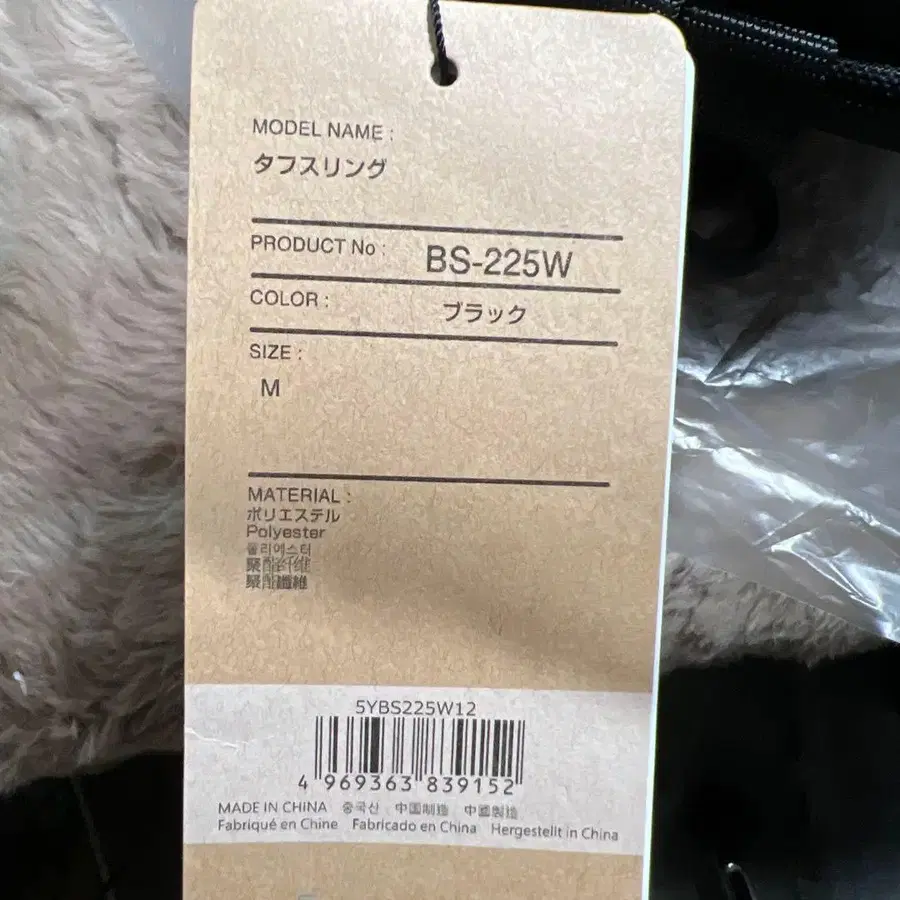 MODEL NAME :
タフスリング
PRODUCT No : BS-225W
COLOR : ブラック
SIZE :
M
MATERIAL :
ポリエステル
Polyester
폴리에스터
聚酯纤维
聚酯纖維
5YBS225W12
4 969363 839152
MADE IN CHINA 중국산 中国制造 中國製造
Fabriqué en Chine Fabricado en China Hergestellt in China